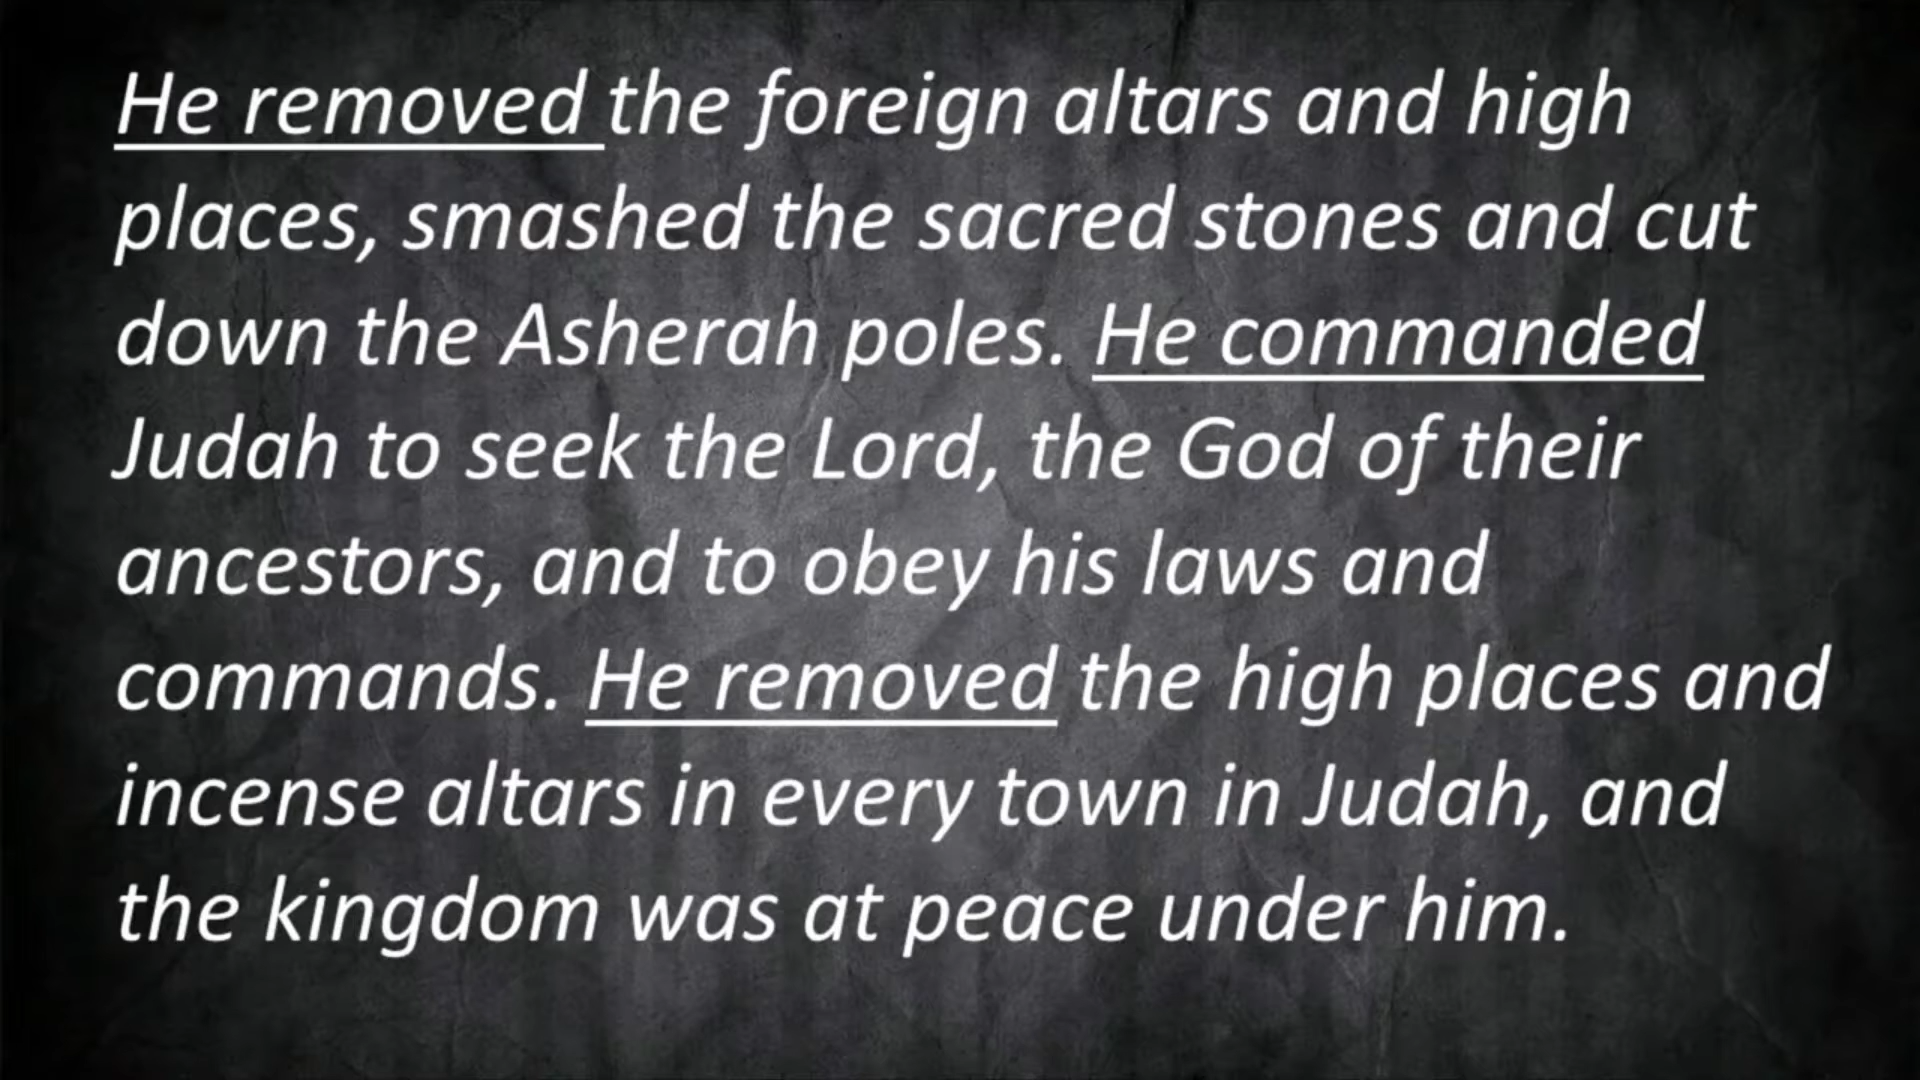 He removed the foreign altars and high
places, smashed the sacred stones and cut
down the Asherah poles. He commanded
Judah to seek the Lord, the God of their
ancestors, and to obey his laws and
commands. He removed the high places and
incense altars in every town in Judah, and
the kingdom was at peace under him.